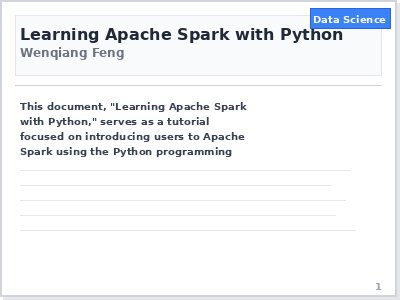 Data Science
Learning Apache Spark with Python
Wenqiang Feng
This document, "Learning Apache Spark
with Python," serves as a tutorial
focused on introducing users to Apache
Spark using the Python programming
1